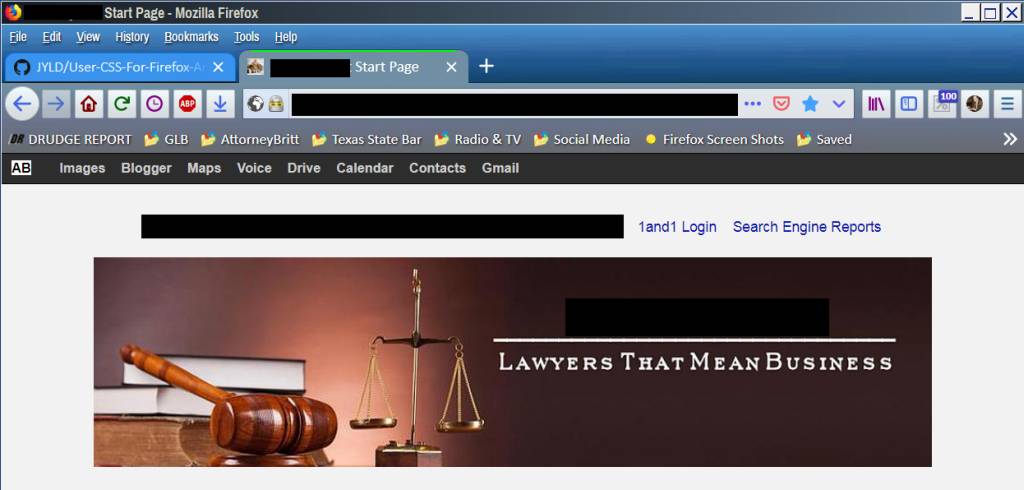 Start Page - Mozilla Firefox
File Edit View History Bookmarks Tools Help
JYLD/User-CSS-For-Firefox-A Start Page
ABP 100
DR DRUDGE REPORT GLB AttorneyBritt Texas State Bar Radio & TV Social Media Firefox Screen Shots Saved
AB Images Blogger Maps Voice Drive Calendar Contacts Gmail
1and1 Login Search Engine Reports
LAWYERS THAT MEAN BUSINESS